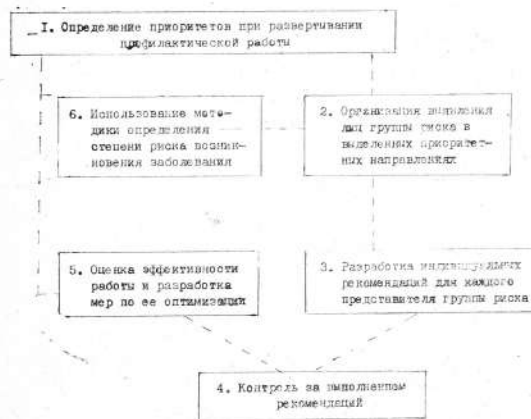 I. Определение приоритетов при развертывании
профилактической работы
6. Использование мето-
дики определения
степени риска возник-
новения заболевания
2. Организация выявления
лиц группы риска в
выделенных приоритет-
ных направлениях
5. Оценка эффективности
работы и разработка
мер по ее оптимизации
3. Разработка индивидуальных
рекомендаций для каждого
представителя группы риска
4. Контроль за выполнением
рекомендаций